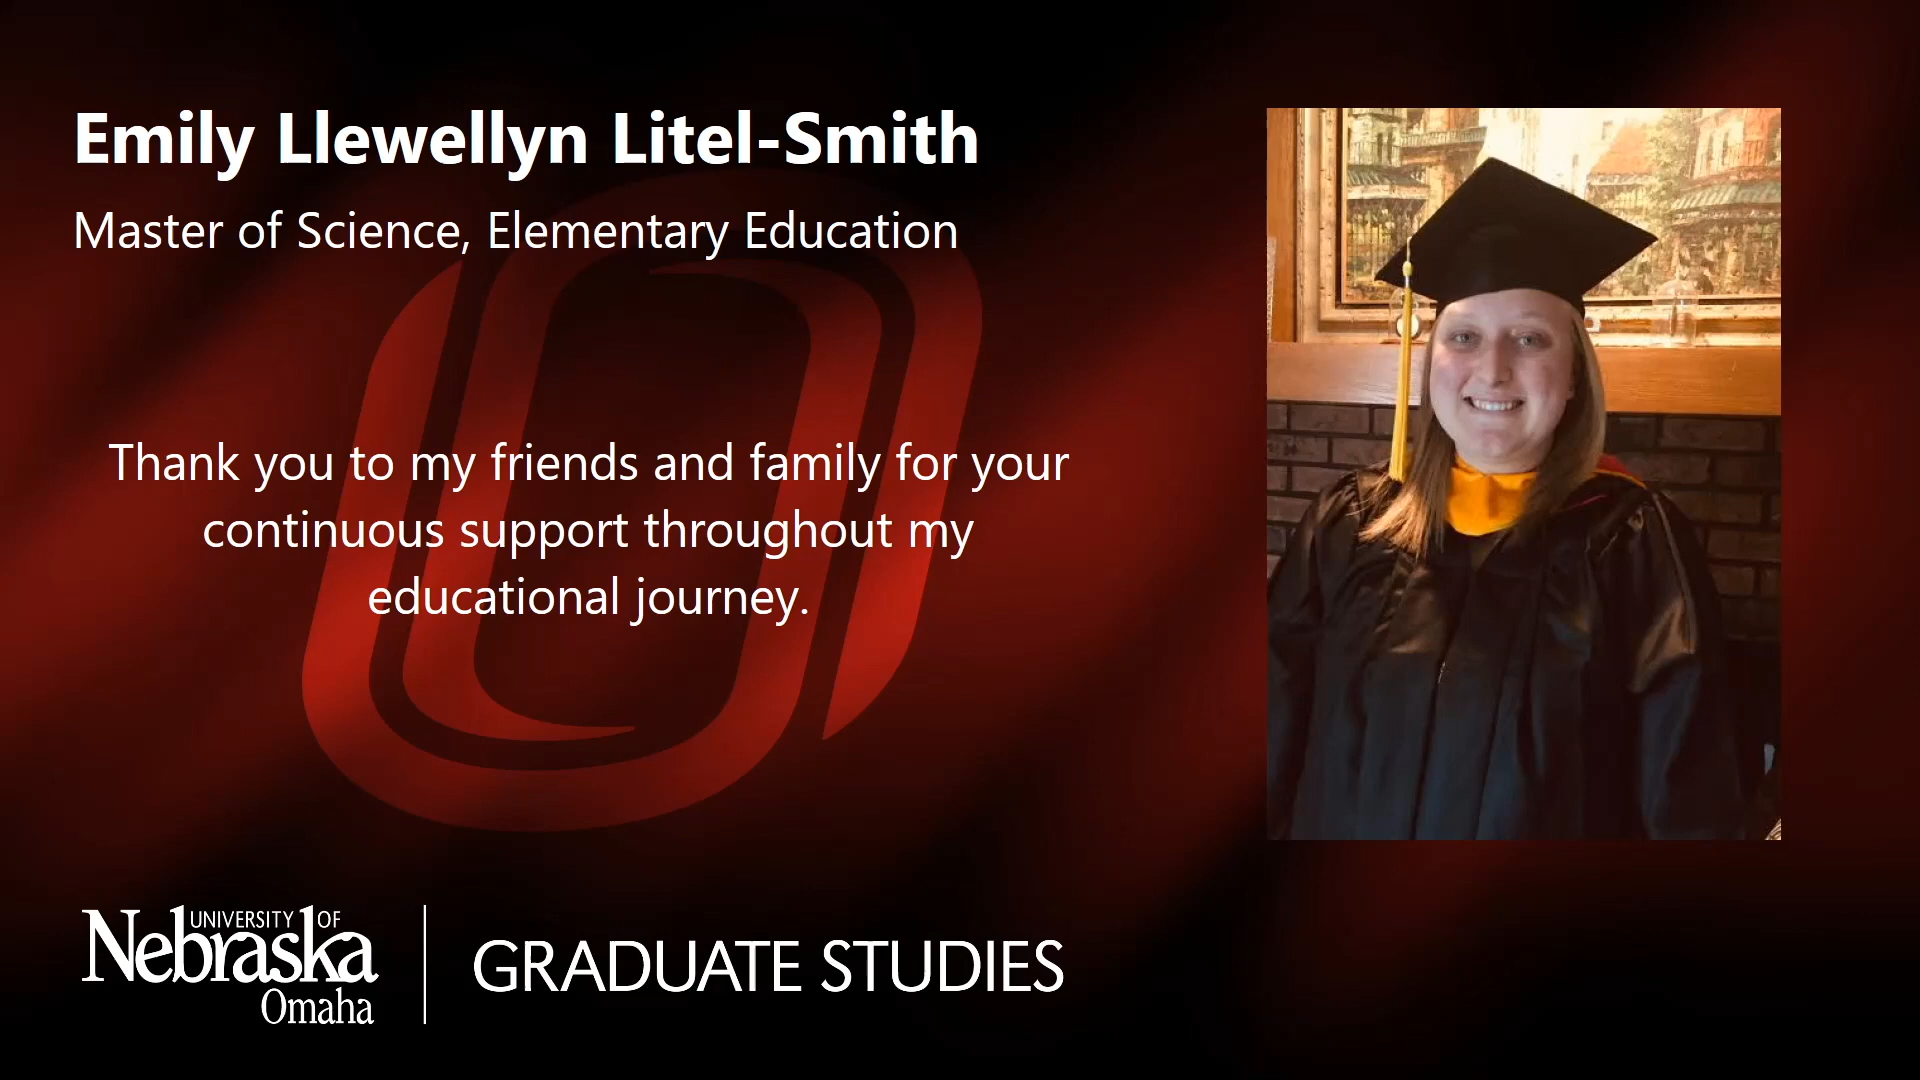 Emily Llewellyn Litel-Smith
Master of Science, Elementary Education
Thank you to my friends and family for your
continuous support throughout my
educational journey.
UNIVERSITY OF
Nebraska
Omaha
GRADUATE STUDIES